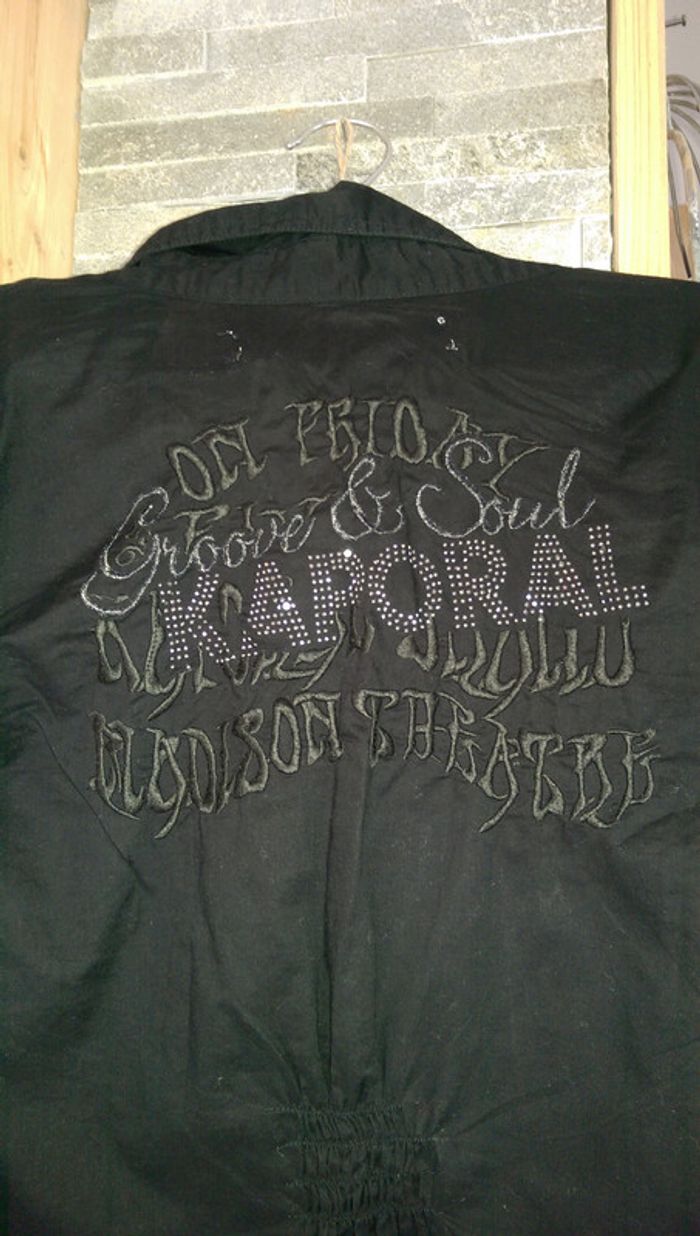 ON FRIDAY
Groove & Soul
KAPORAL
MADISON THEATRE